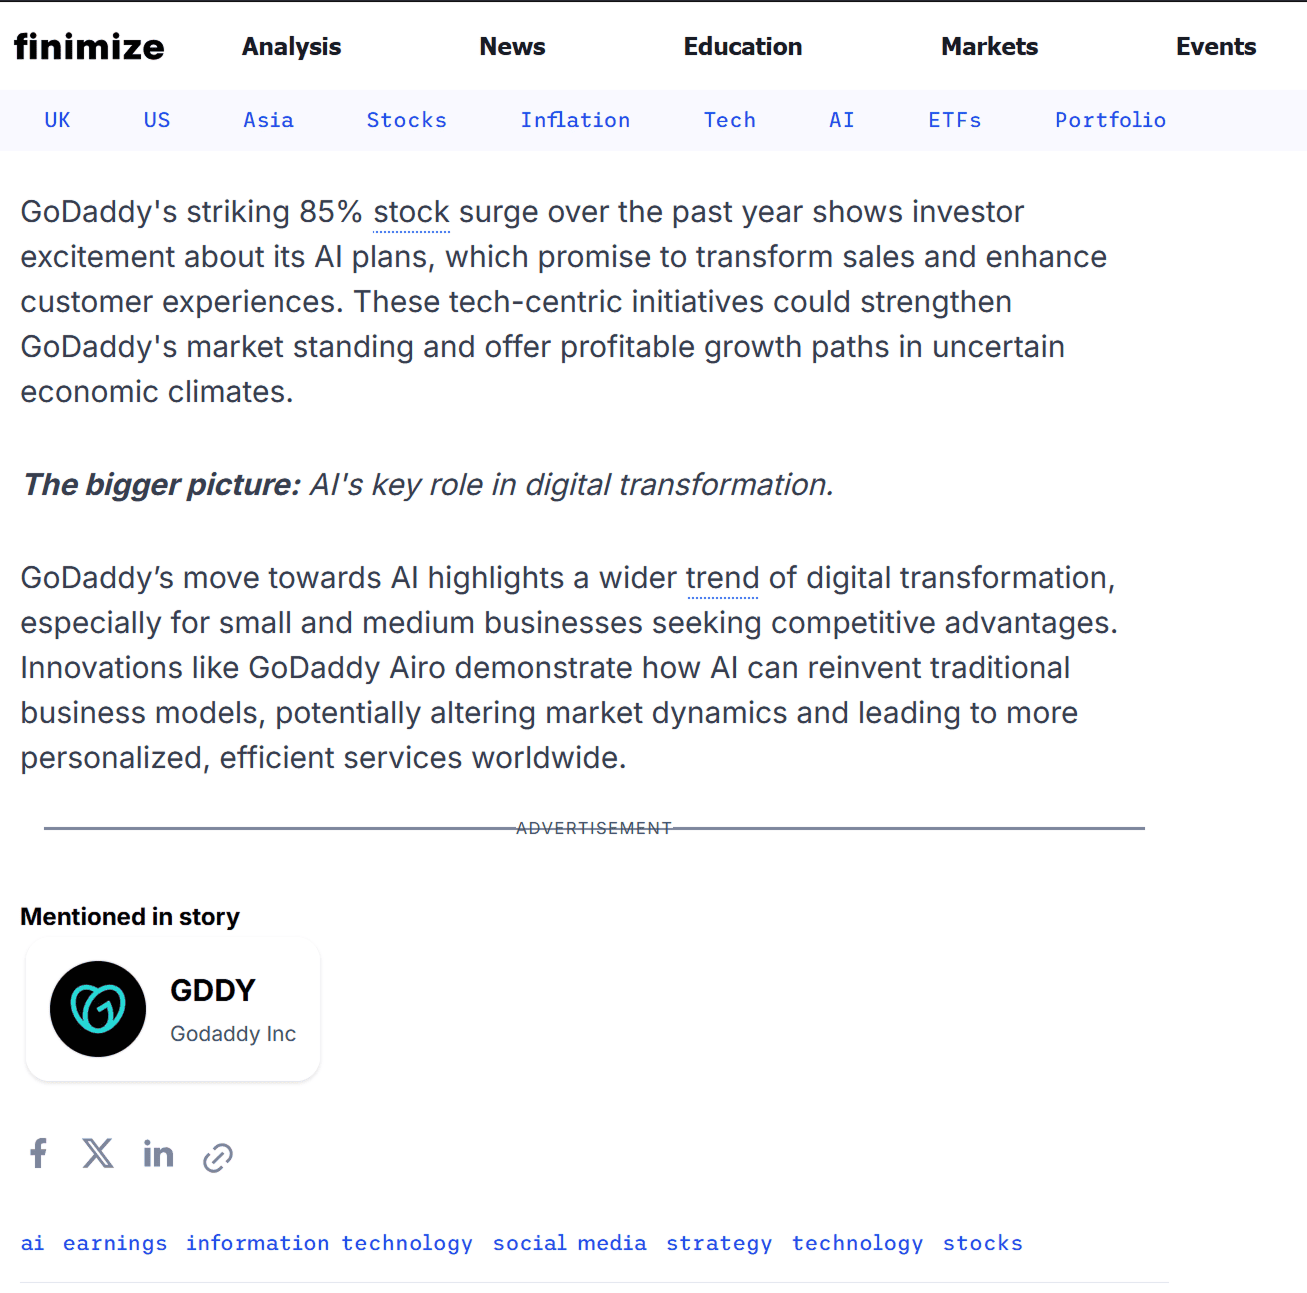 finimize Analysis News Education Markets Events
UK US Asia Stocks Inflation Tech AI ETFs Portfolio
GoDaddy's striking 85% stock surge over the past year shows investor
excitement about its AI plans, which promise to transform sales and enhance
customer experiences. These tech-centric initiatives could strengthen
GoDaddy's market standing and offer profitable growth paths in uncertain
economic climates.
The bigger picture: AI's key role in digital transformation.
GoDaddy’s move towards AI highlights a wider trend of digital transformation,
especially for small and medium businesses seeking competitive advantages.
Innovations like GoDaddy Airo demonstrate how AI can reinvent traditional
business models, potentially altering market dynamics and leading to more
personalized, efficient services worldwide.
ADVERTISEMENT
Mentioned in story
GDDY
Godaddy Inc
ai earnings information technology social media strategy technology stocks